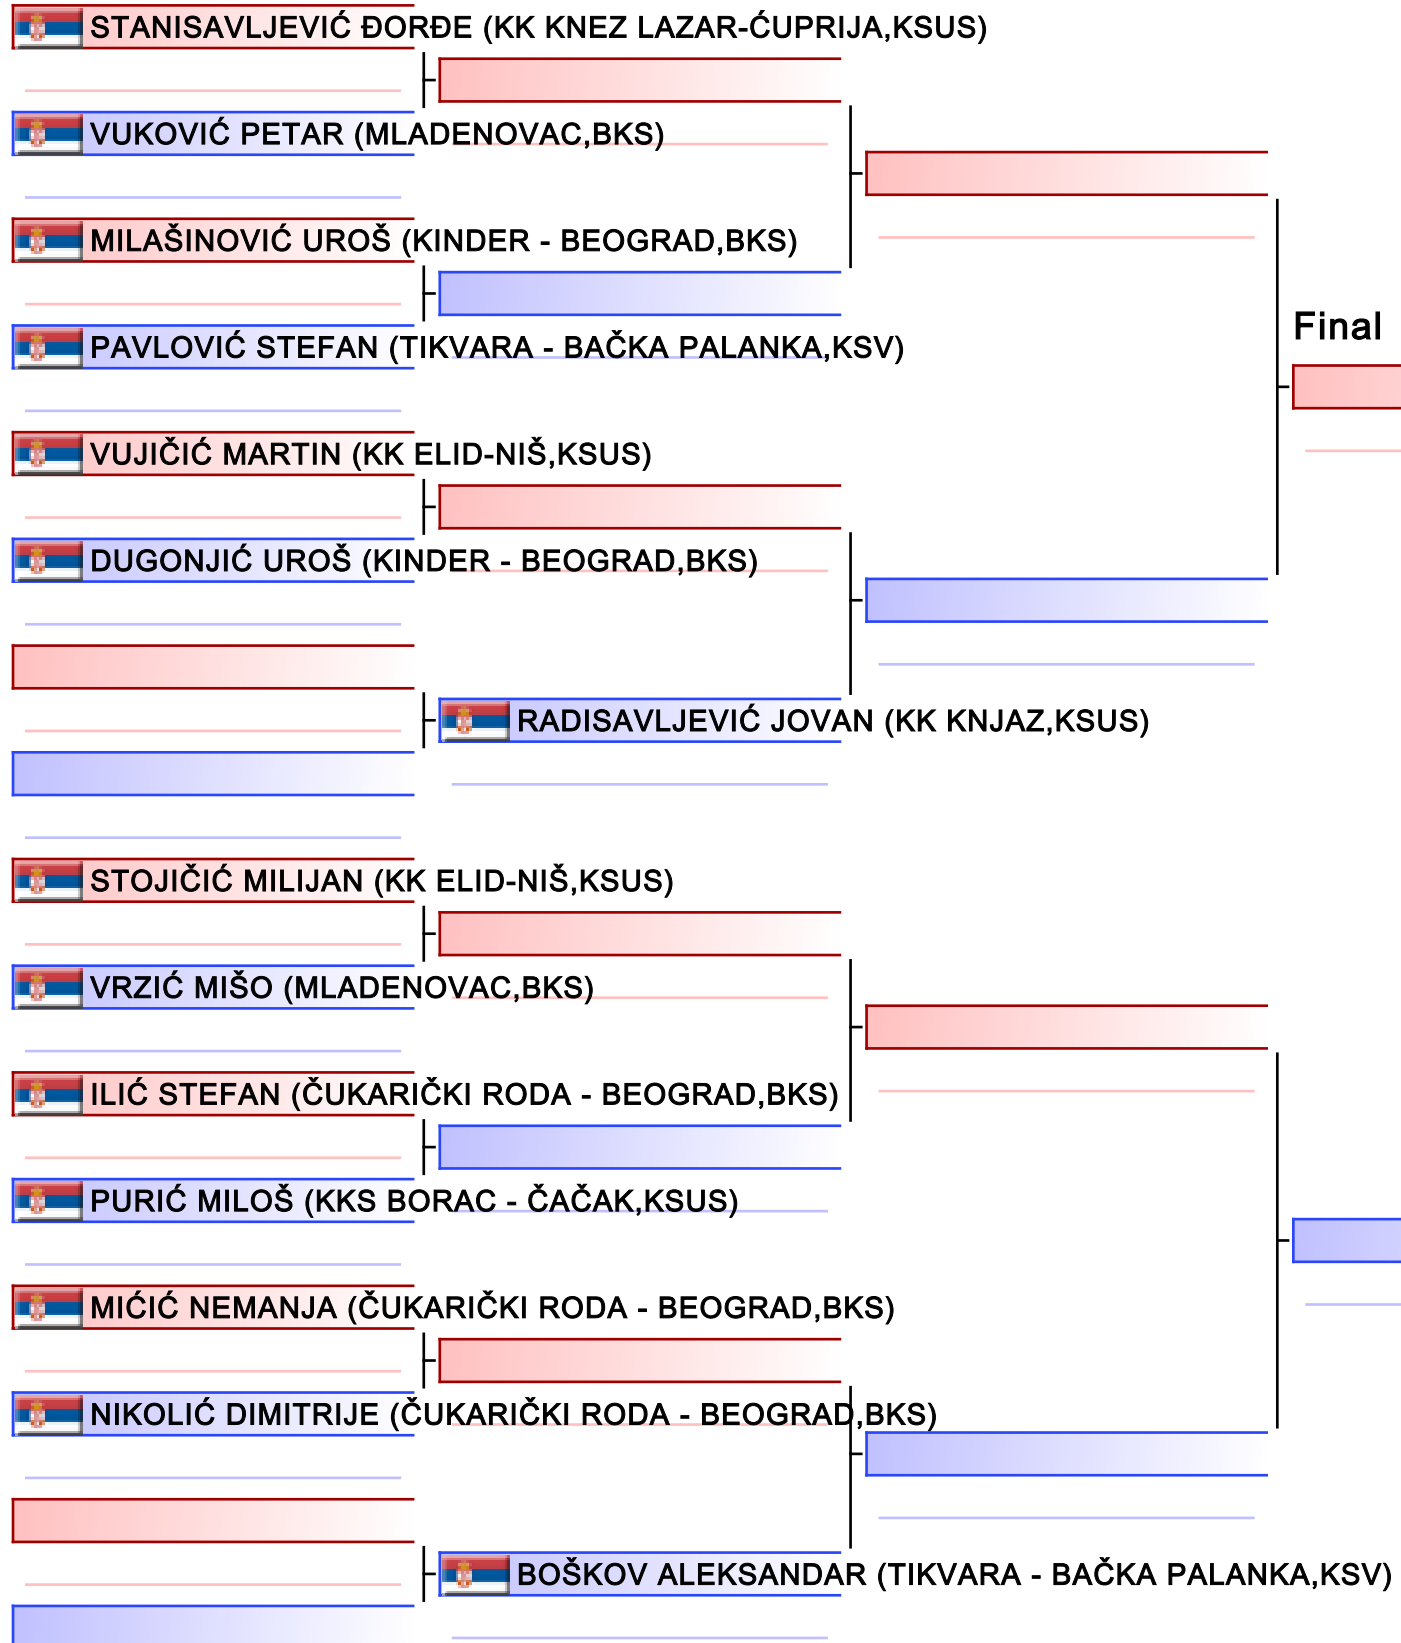 STANISAVLJEVIĆ ĐORĐE (KK KNEZ LAZAR-ĆUPRIJA,KSUS)
VUKOVIĆ PETAR (MLADENOVAC,BKS)
MILAŠINOVIĆ UROŠ (KINDER - BEOGRAD,BKS)
Final
PAVLOVIĆ STEFAN (TIKVARA - BAČKA PALANKA,KSV)
VUJIČIĆ MARTIN (KK ELID-NIŠ,KSUS)
DUGONJIĆ UROŠ (KINDER - BEOGRAD,BKS)
RADISAVLJEVIĆ JOVAN (KK KNJAZ,KSUS)
STOJIČIĆ MILIJAN (KK ELID-NIŠ,KSUS)
VRZIĆ MIŠO (MLADENOVAC,BKS)
ILIĆ STEFAN (ČUKARIČKI RODA - BEOGRAD,BKS)
PURIĆ MILOŠ (KKS BORAC - ČAČAK,KSUS)
MIĆIĆ NEMANJA (ČUKARIČKI RODA - BEOGRAD,BKS)
NIKOLIĆ DIMITRIJE (ČUKARIČKI RODA - BEOGRAD,BKS)
BOŠKOV ALEKSANDAR (TIKVARA - BAČKA PALANKA,KSV)